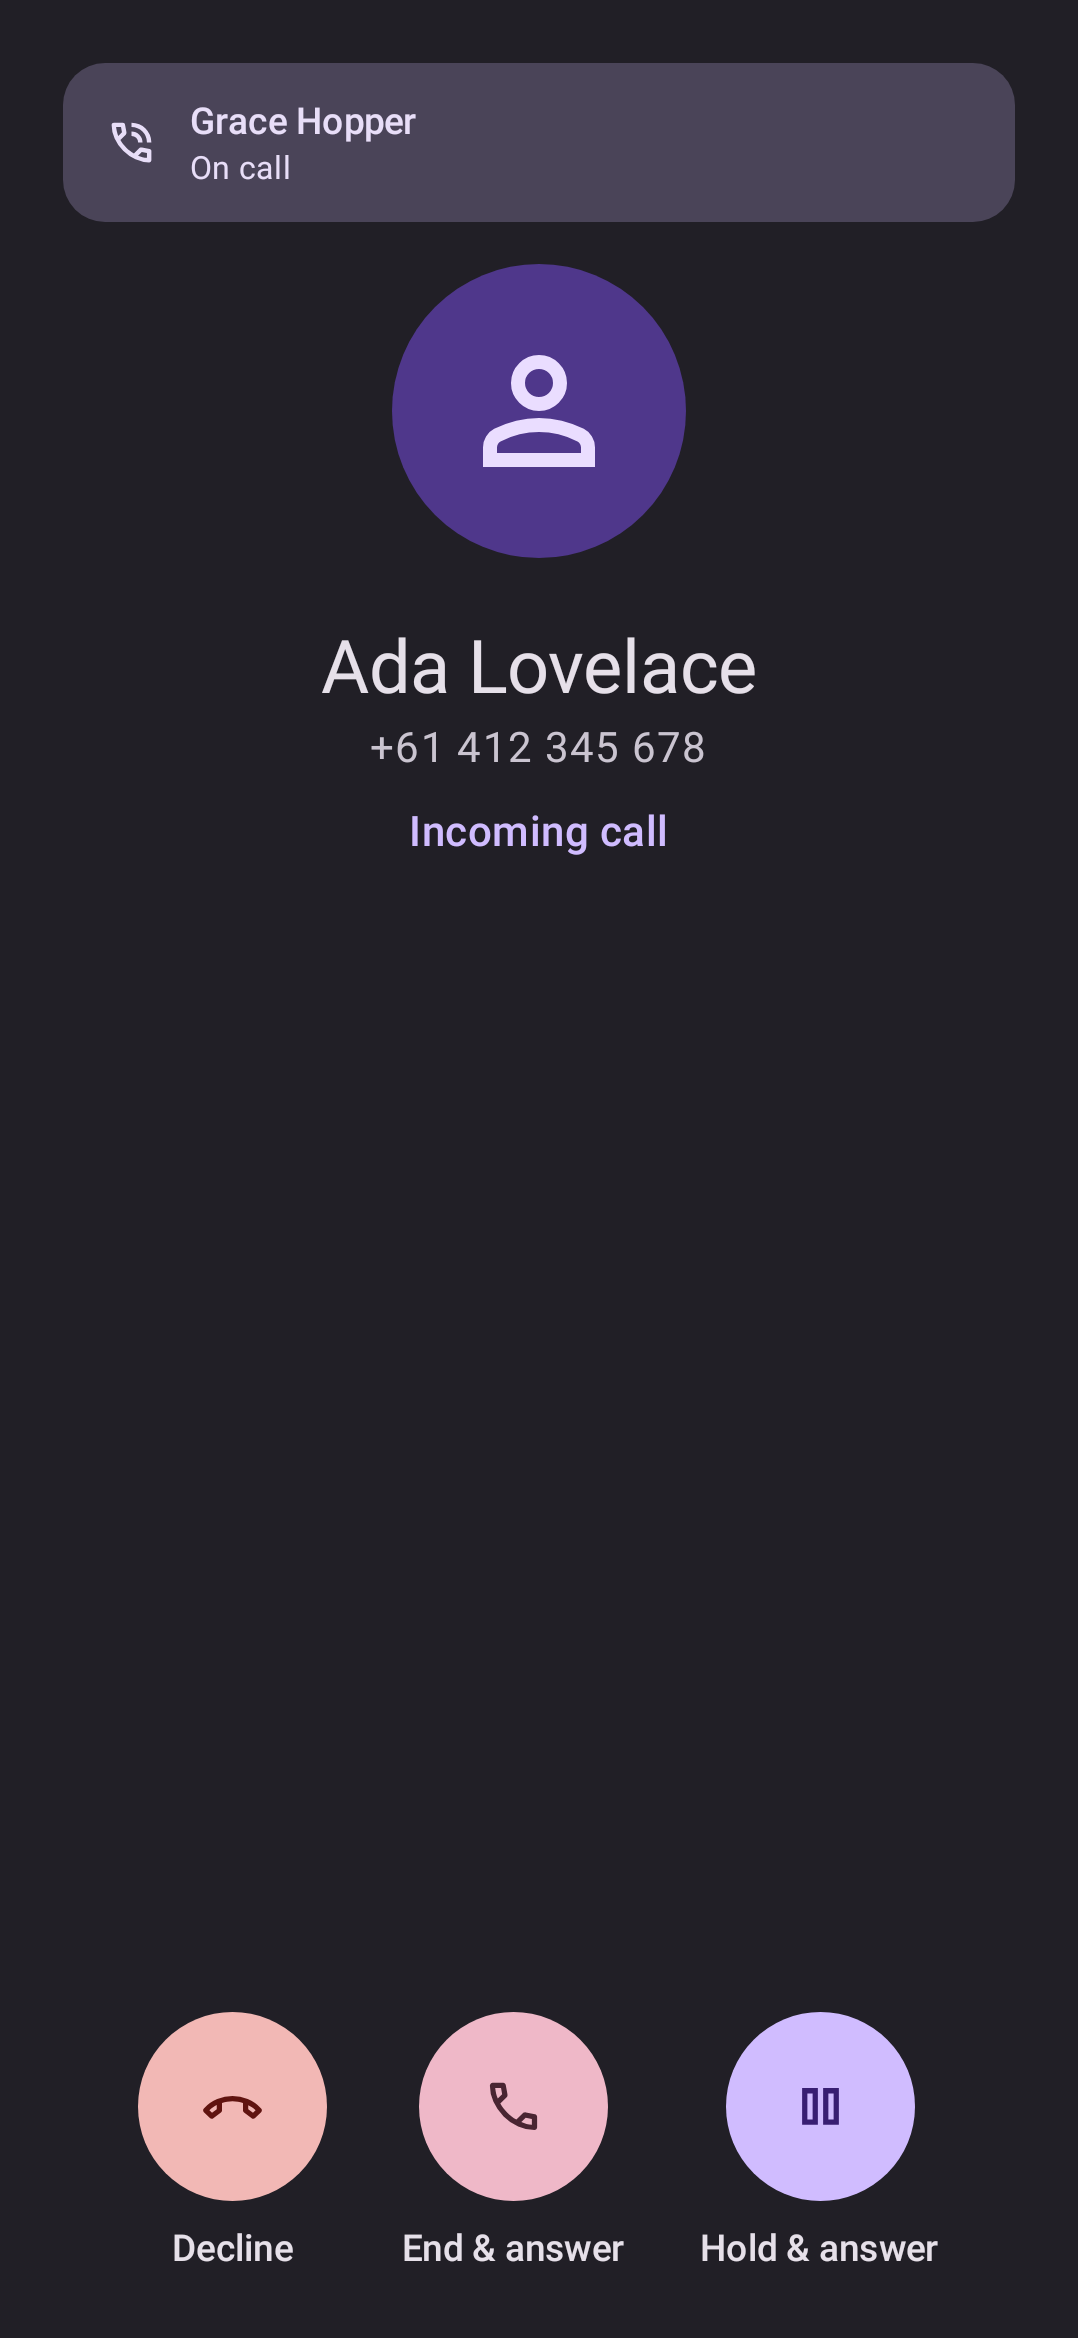 Grace Hopper
On call
Ada Lovelace
+61 412 345 678
Incoming call
Decline
End & answer
Hold & answer